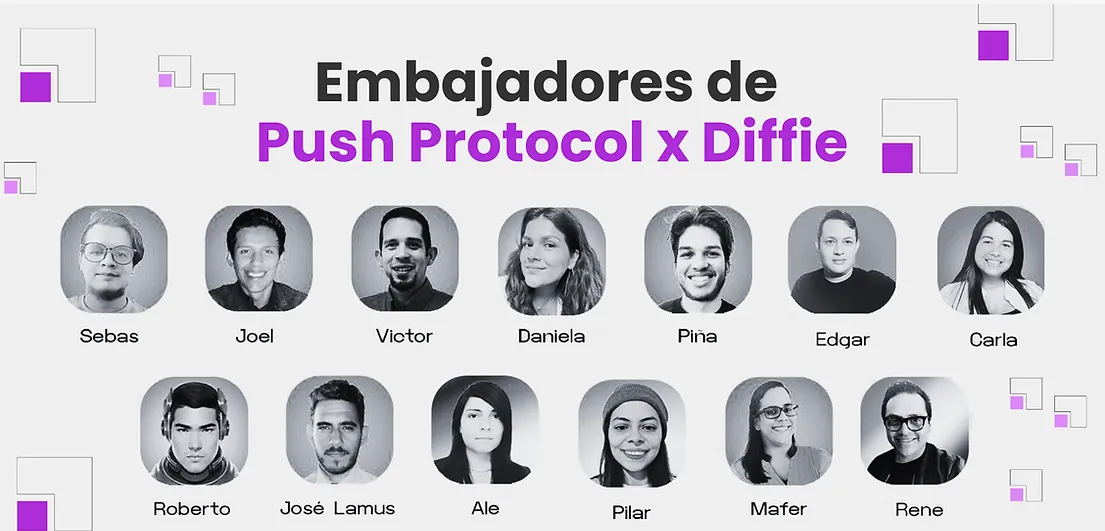 Embajadores de
Push Protocol x Diffie
Sebas Joel Victor Daniela Piña Edgar Carla
Roberto José Lamus Ale Pilar Mafer Rene